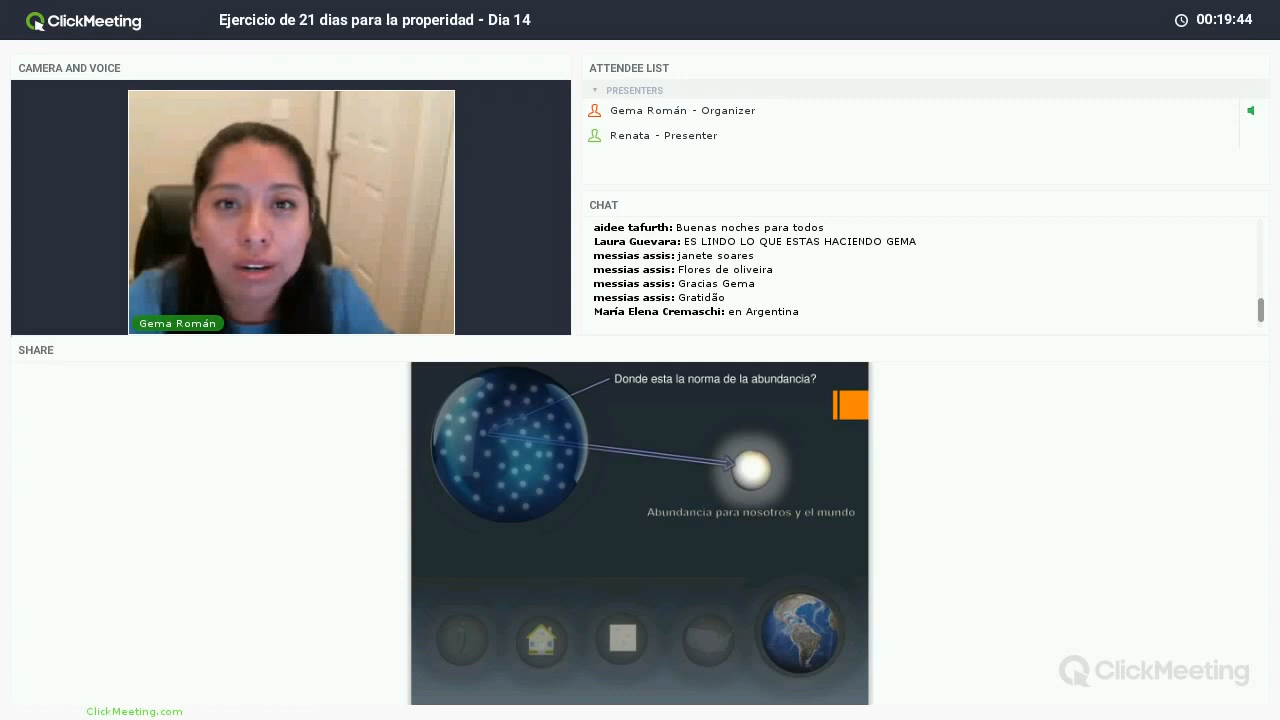 ClickMeeting
Ejercicio de 21 dias para la properidad - Dia 14
00:19:44
CAMERA AND VOICE
Gema Román
ATTENDEE LIST
PRESENTERS
Gema Román - Organizer
Renata - Presenter
CHAT
aidee tafurth: Buenas noches para todos
Laura Guevara: ES LINDO LO QUE ESTAS HACIENDO GEMA
messias assis: janete soares
messias assis: Flores de oliveira
messias assis: Gracias Gema
messias assis: Gratidão
María Elena Cremaschi: en Argentina
SHARE
Donde esta la norma de la abundancia?
Abundancia para nosotros y el mundo
ClickMeeting
ClickMeeting.com